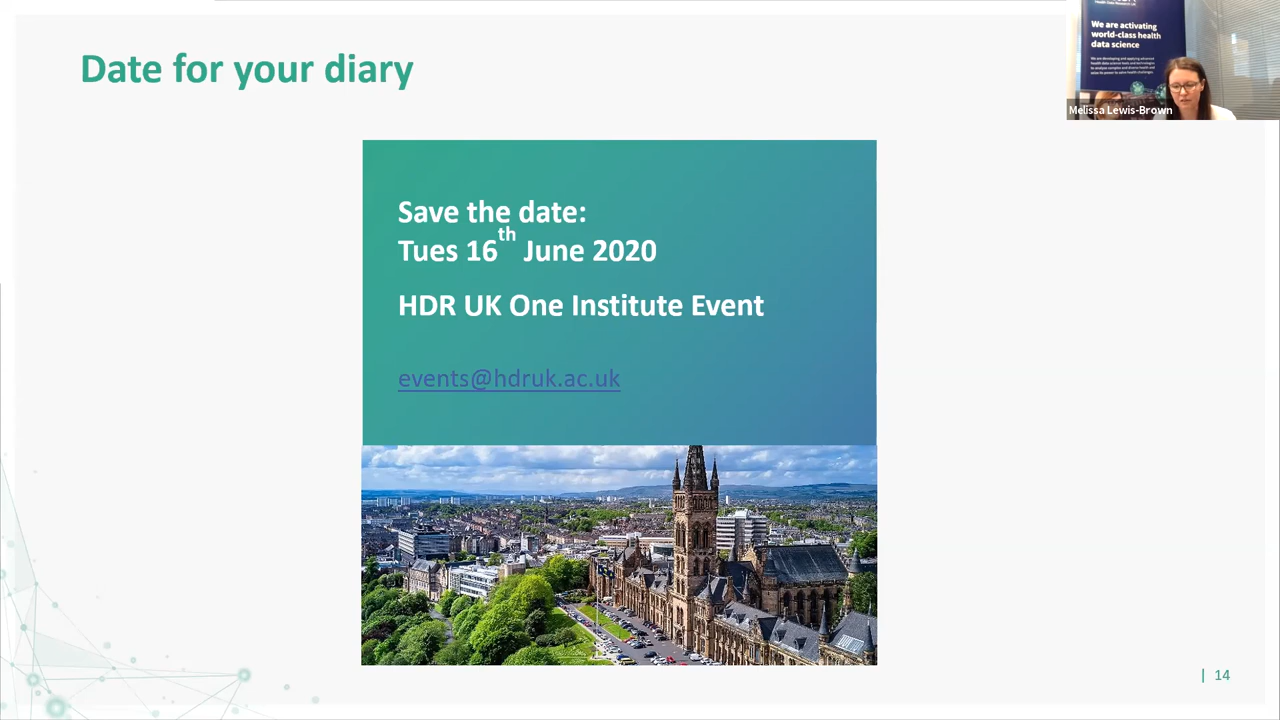 Date for your diary
Save the date:
Tues 16th June 2020
HDR UK One Institute Event
events@hdruk.ac.uk
We are activating
world-class health
data science
Melissa Lewis-Brown
| 14